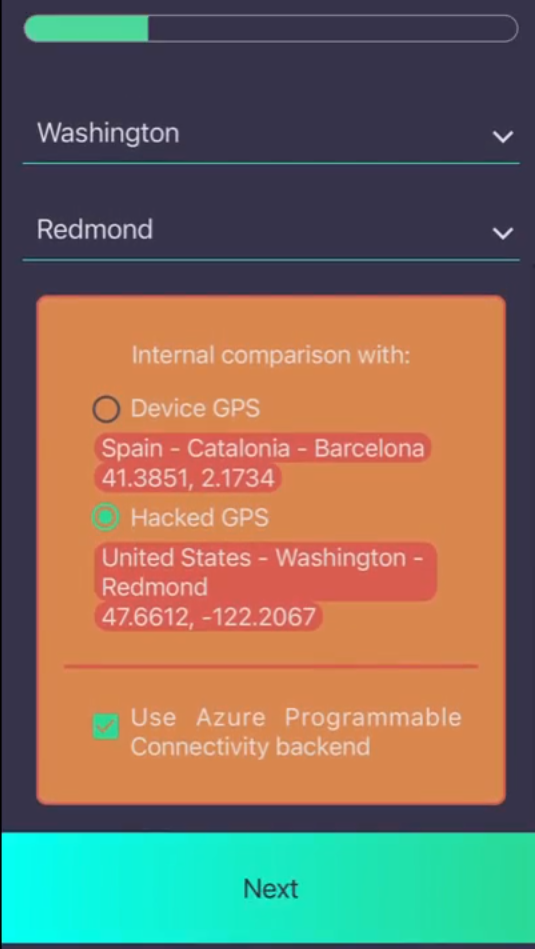 Washington
Redmond
Internal comparison with:
Device GPS
Spain - Catalonia - Barcelona
41.3851, 2.1734
Hacked GPS
United States - Washington -
Redmond
47.6612, -122.2067
Use Azure Programmable
Connectivity backend
Next